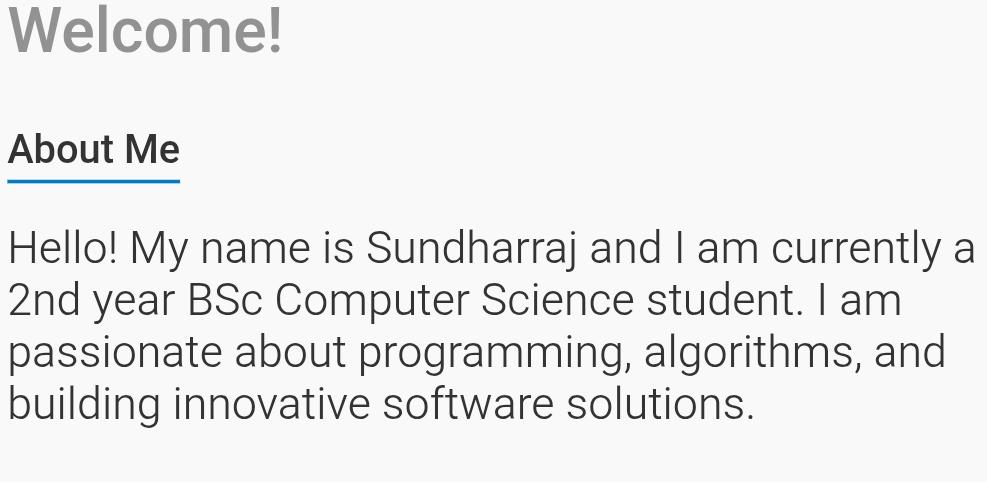 Welcome!
About Me
Hello! My name is Sundharraj and I am currently a
2nd year BSc Computer Science student. I am
passionate about programming, algorithms, and
building innovative software solutions.